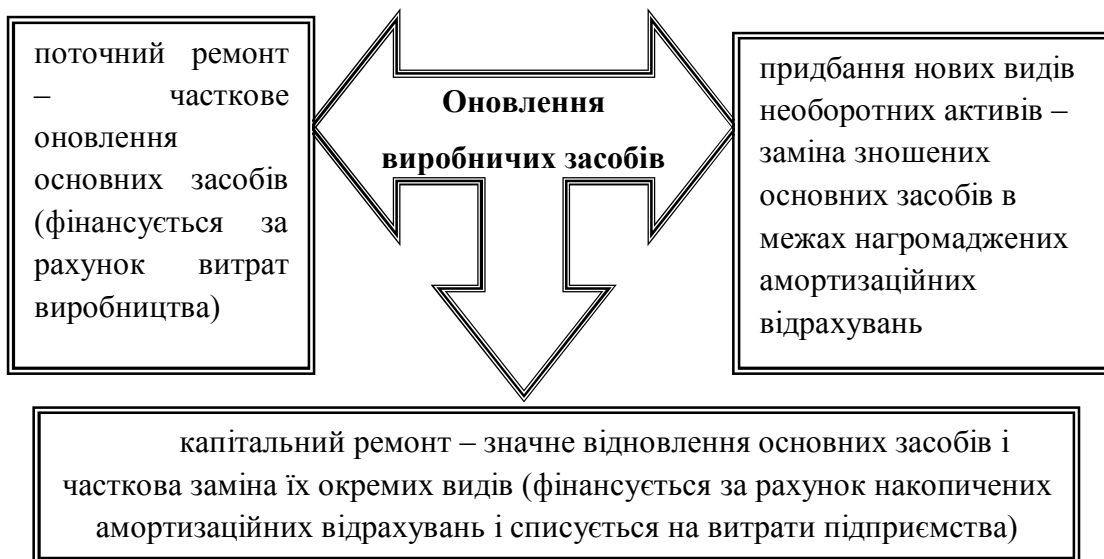 поточний ремонт
– часткове
оновлення
основних засобів
(фінансується за
рахунок витрат
виробництва)
Оновлення
виробничих засобів
придбання нових видів
необоротних активів –
заміна зношених
основних засобів в
межах нагромаджених
амортизаційних
відрахувань
капітальний ремонт – значне відновлення основних засобів і
часткова заміна їх окремих видів (фінансується за рахунок накопичених
амортизаційних відрахувань і списується на витрати підприємства)